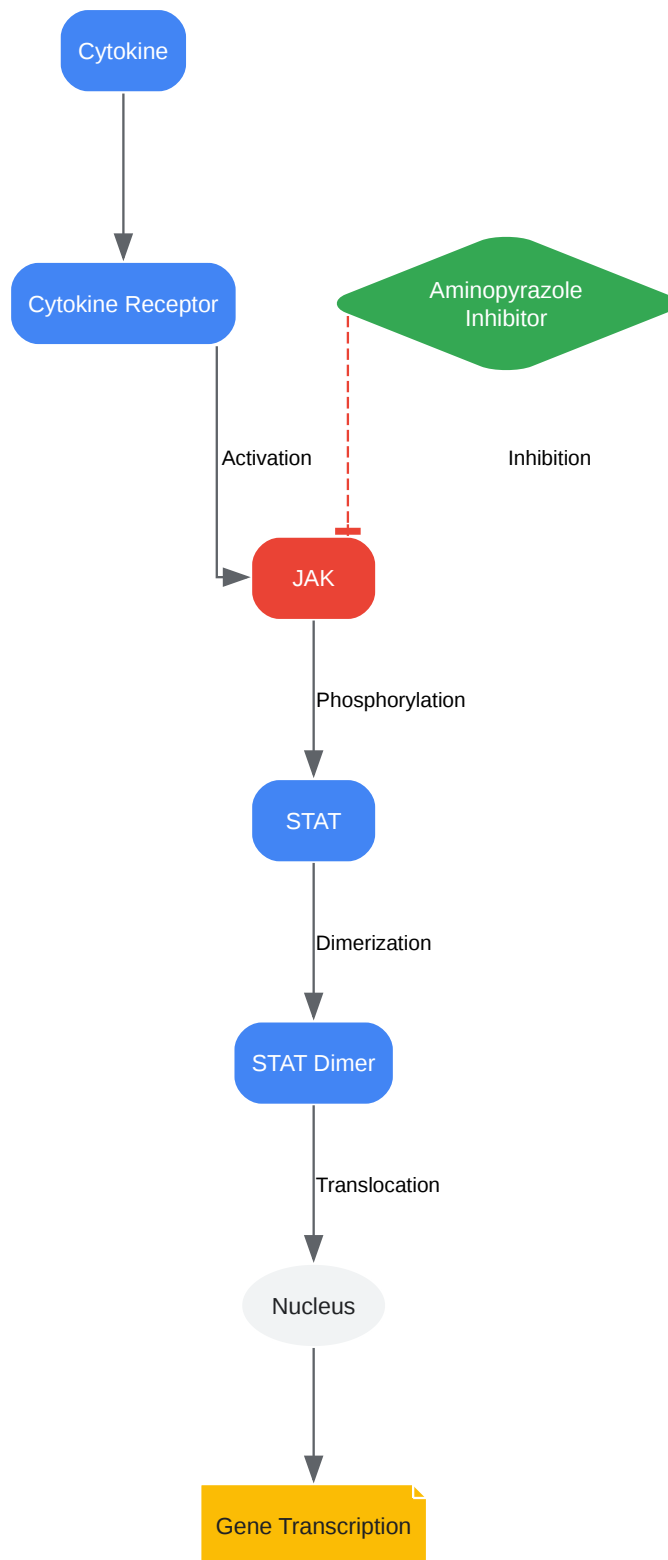 Cytokine
Aminopyrazole
Inhibitor
Cytokine Receptor
Activation
Inhibition
JAK
Phosphorylation
STAT
Dimerization
STAT Dimer
Translocation
Nucleus
Gene Transcription